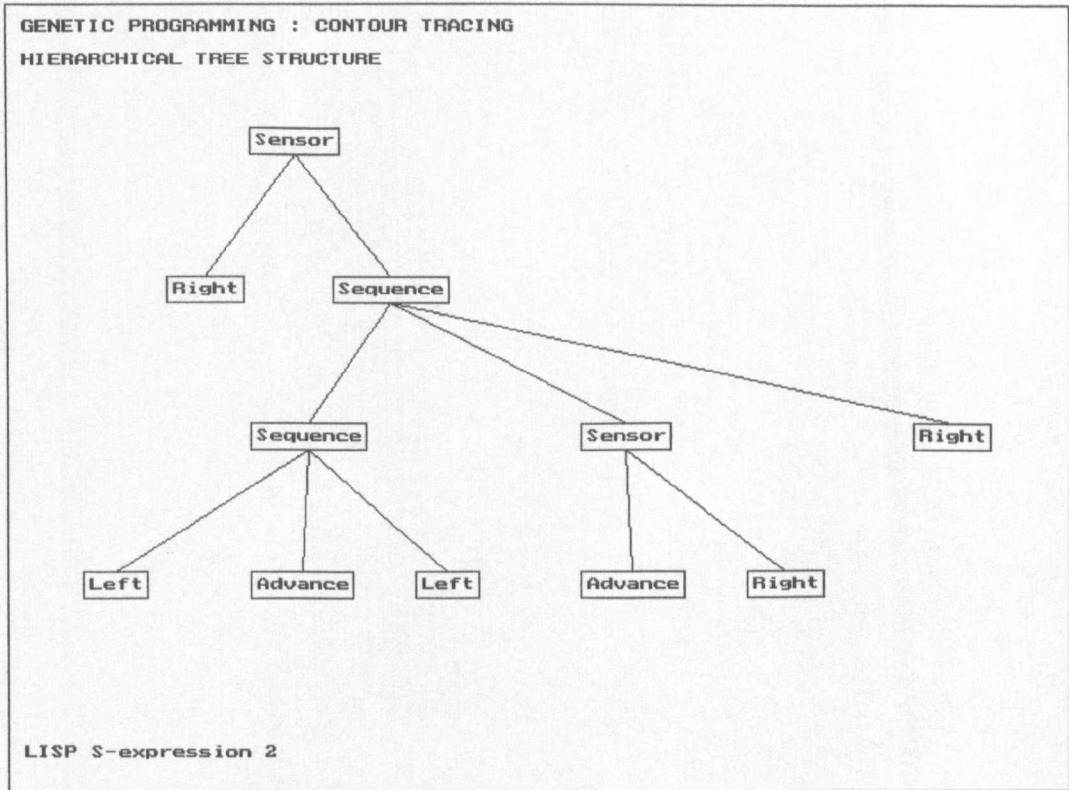 GENETIC PROGRAMMING : CONTOUR TRACING
HIERARCHICAL TREE STRUCTURE
Sensor
Right Sequence
Sequence Sensor Right
Left Advance Left Advance Right
LISP S-expression 2